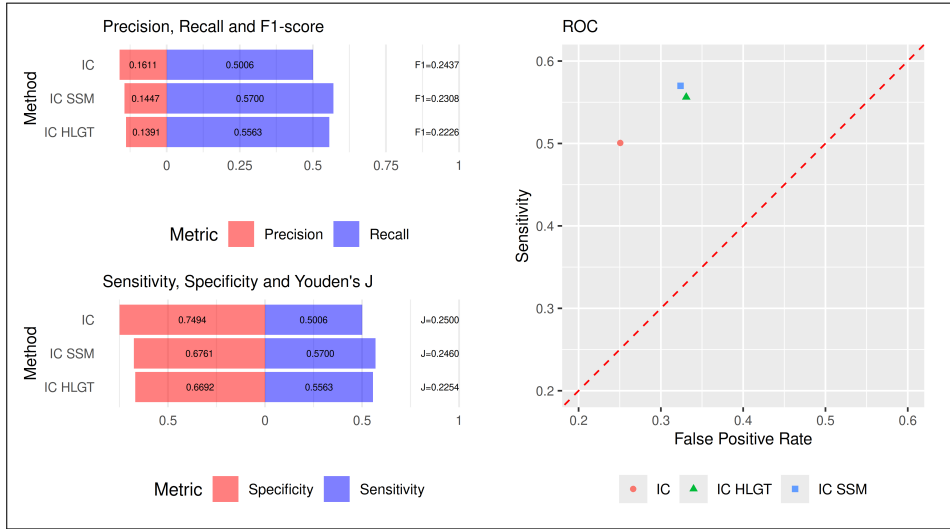 Precision, Recall and F1-score
Method
IC 0.1611 0.5006 F1=0.2437
IC SSM 0.1447 0.5700 F1=0.2308
IC HLGT 0.1391 0.5563 F1=0.2226
0 0.25 0.5 0.75 1
Metric Precision Recall
Sensitivity, Specificity and Youden's J
Method
IC 0.7494 0.5006 J=0.2500
IC SSM 0.6761 0.5700 J=0.2460
IC HLGT 0.6692 0.5563 J=0.2254
0.5 0 0.5 1
Metric Specificity Sensitivity
ROC
Sensitivity
0.6
0.5
0.4
0.3
0.2
0.2 0.3 0.4 0.5 0.6
False Positive Rate
IC IC HLGT IC SSM